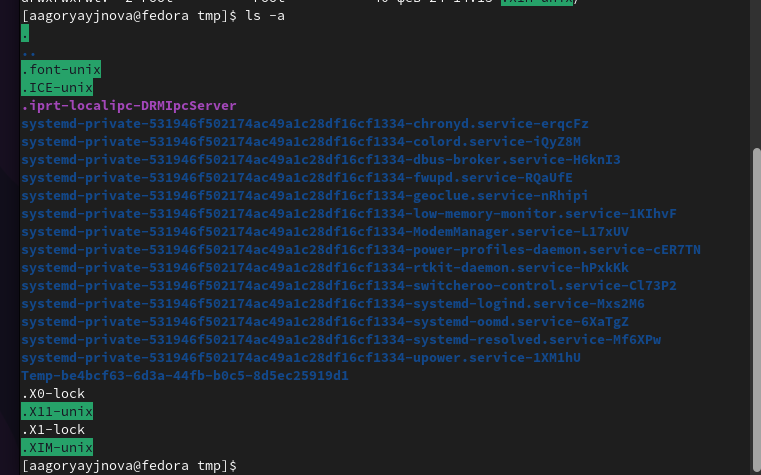 [aagoryayjnova@fedora tmp]$ ls -a
.
..
.font-unix
.ICE-unix
.iprt-localipc-DRMIpcServer
systemd-private-531946f502174ac49a1c28df16cf1334-chronyd.service-erqcFz
systemd-private-531946f502174ac49a1c28df16cf1334-colord.service-iQyZ8M
systemd-private-531946f502174ac49a1c28df16cf1334-dbus-broker.service-H6knI3
systemd-private-531946f502174ac49a1c28df16cf1334-fwupd.service-RQaUfE
systemd-private-531946f502174ac49a1c28df16cf1334-geoclue.service-nRhipi
systemd-private-531946f502174ac49a1c28df16cf1334-low-memory-monitor.service-1KIhvF
systemd-private-531946f502174ac49a1c28df16cf1334-ModemManager.service-L17xUV
systemd-private-531946f502174ac49a1c28df16cf1334-power-profiles-daemon.service-cER7TN
systemd-private-531946f502174ac49a1c28df16cf1334-rtkit-daemon.service-hPxkKk
systemd-private-531946f502174ac49a1c28df16cf1334-switcheroo-control.service-Cl73P2
systemd-private-531946f502174ac49a1c28df16cf1334-systemd-logind.service-Mxs2M6
systemd-private-531946f502174ac49a1c28df16cf1334-systemd-oomd.service-6XaTgZ
systemd-private-531946f502174ac49a1c28df16cf1334-systemd-resolved.service-Mf6XPw
systemd-private-531946f502174ac49a1c28df16cf1334-upower.service-1XM1hU
Temp-be4bcf63-6d3a-44fb-b0c5-8d5ec25919d1
.X0-lock
.X11-unix
.X1-lock
.XIM-unix
[aagoryayjnova@fedora tmp]$